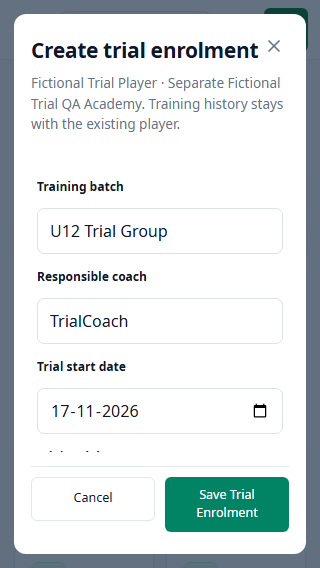 Create trial enrolment
Fictional Trial Player · Separate Fictional
Trial QA Academy. Training history stays
with the existing player.
Training batch
U12 Trial Group
Responsible coach
TrialCoach
Trial start date
17-11-2026
Cancel
Save Trial
Enrolment